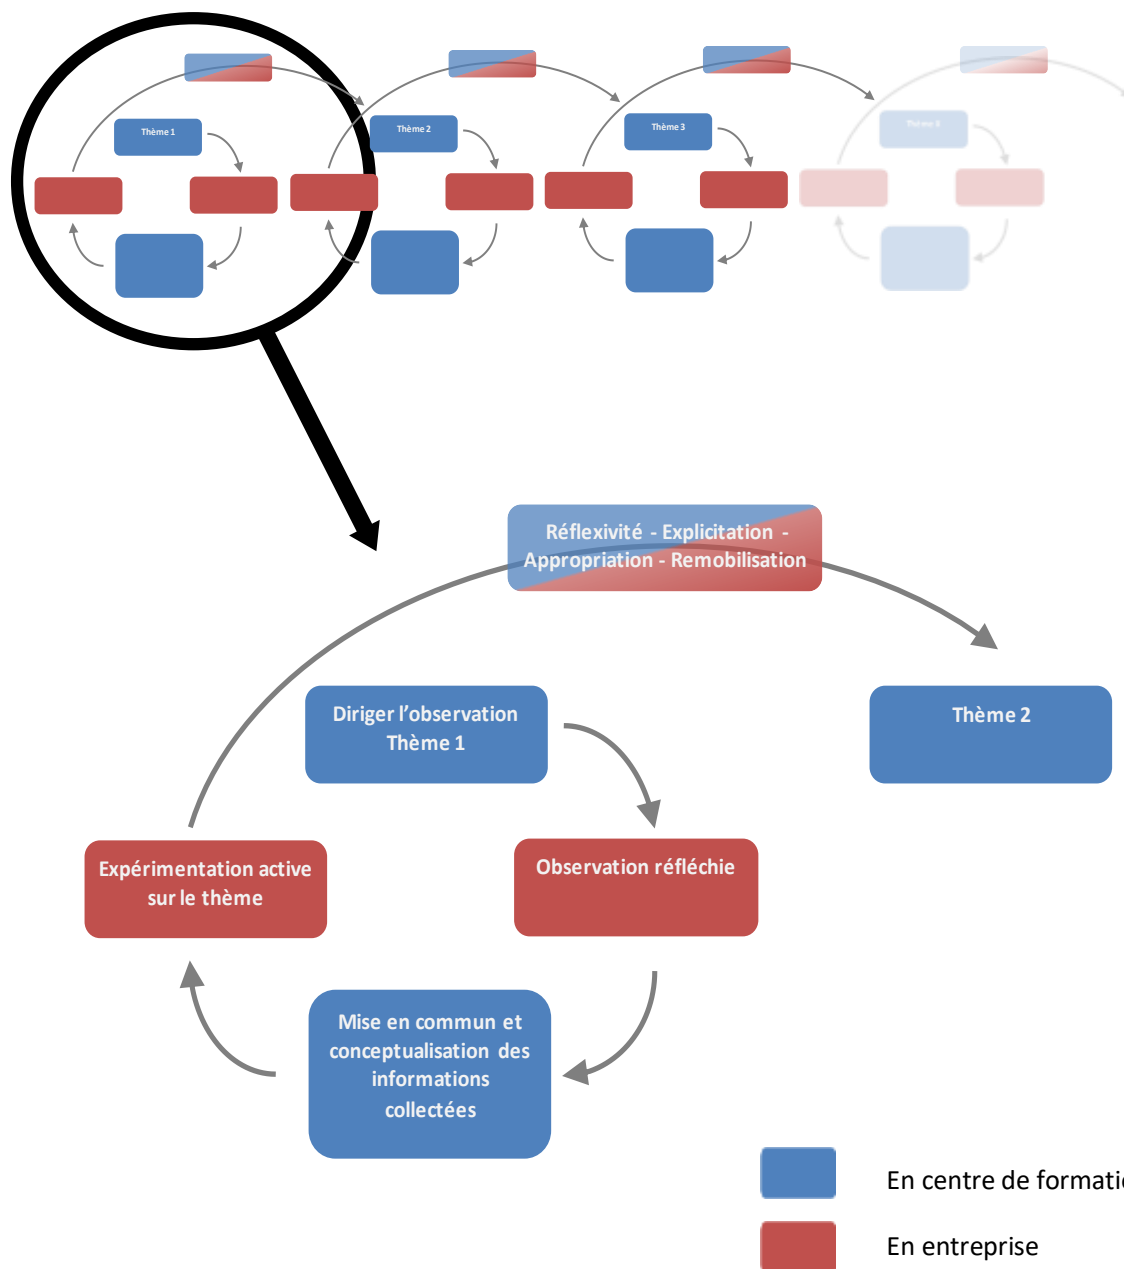 Thème 1
Thème 2
Thème 3
Réflexivité - Explicitation -
Appropriation - Remobilisation
Diriger l'observation
Thème 1
Thème 2
Expérimentation active
sur le thème
Observation réfléchie
Mise en commun et
conceptualisation des
informations
collectées
En centre de formati
En entreprise